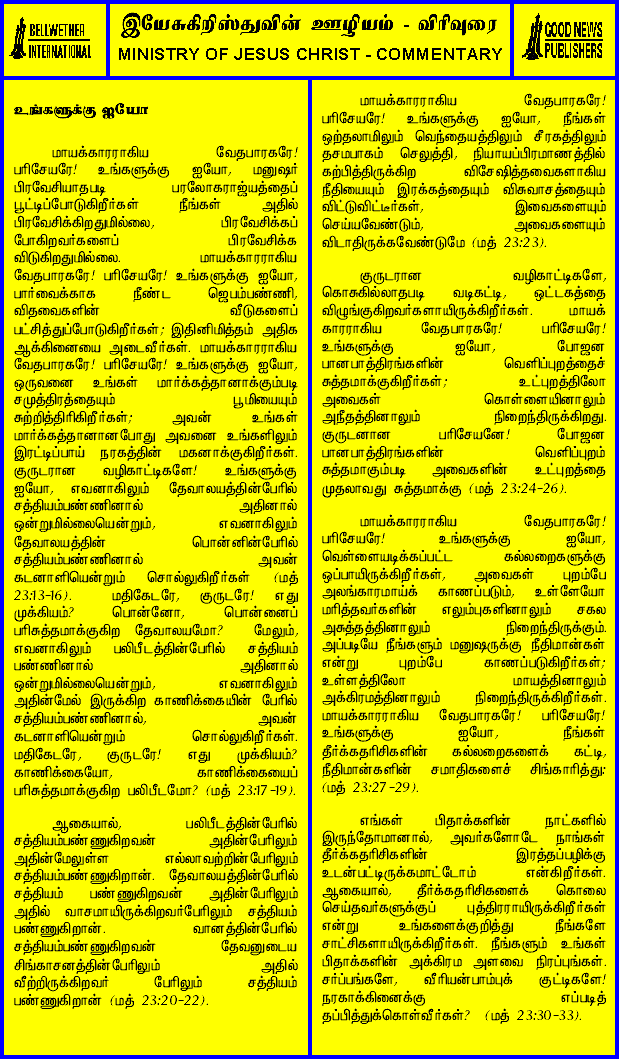 BELLWETHER
INTERNATIONAL
இயேசுகிறிஸ்துவின் ஊழியம் - விரிவுரை
MINISTRY OF JESUS CHRIST - COMMENTARY
GOOD NEWS
PUBLISHERS
உங்களுக்கு ஐயோ
மாயக்காரராகிய வேதபாரகரே!
பரிசேயரே! உங்களுக்கு ஐயோ, மனுஷர்
பிரவேசியாதபடி பரலோகராஜ்யத்தைப்
பூட்டிப்போடுகிறீர்கள் நீங்கள் அதில்
பிரவேசிக்கிறதுமில்லை, பிரவேசிக்கப்
போகிறவர்களைப் பிரவேசிக்க
விடுகிறதுமில்லை. மாயக்காரராகிய
வேதபாரகரே! பரிசேயரே! உங்களுக்கு ஐயோ,
பார்வைக்காக நீண்ட ஜெபம்பண்ணி,
விதவைகளின் வீடுகளைப்
பட்சித்துப்போடுகிறீர்கள்; இதினிமித்தம் அதிக
ஆக்கினையை அடைவீர்கள். மாயக்காரராகிய
வேதபாரகரே! பரிசேயரே! உங்களுக்கு ஐயோ,
ஒருவனை உங்கள் மார்க்கத்தானாக்கும்படி
சமுத்திரத்தையும் பூமியையும்
சுற்றித்திரிகிறீர்கள்; அவன் உங்கள்
மார்க்கத்தானானபோது அவனை உங்களிலும்
இரட்டிப்பாய் நரகத்தின் மகனாக்குகிறீர்கள்.
குருடரான வழிகாட்டிகளே! உங்களுக்கு
ஐயோ, எவனாகிலும் தேவாலயத்தின்பேரில்
சத்தியம்பண்ணினால் அதினால்
ஒன்றுமில்லையென்றும், எவனாகிலும்
தேவாலயத்தின் பொன்னின்பேரில்
சத்தியம்பண்ணினால் அவன்
கடனாளியென்றும் சொல்லுகிறீர்கள் (மத்
23:13-16). மதிகேடரே, குருடரே! எது
முக்கியம்? பொன்னோ, பொன்னைப்
பரிசுத்தமாக்குகிற தேவாலயமோ? மேலும்,
எவனாகிலும் பலிபீடத்தின்பேரில் சத்தியம்
பண்ணினால் அதினால்
ஒன்றுமில்லையென்றும், எவனாகிலும்
அதின்மேல் இருக்கிற காணிக்கையின் பேரில்
சத்தியம்பண்ணினால், அவன்
கடனாளியென்றும் சொல்லுகிறீர்கள்.
மதிகேடரே, குருடரே! எது முக்கியம்?
காணிக்கையோ, காணிக்கையைப்
பரிசுத்தமாக்குகிற பலிபீடமோ? (மத் 23:17-19).
ஆகையால், பலிபீடத்தின்பேரில்
சத்தியம்பண்ணுகிறவன் அதின்பேரிலும்
அதின்மேலுள்ள எல்லாவற்றின்பேரிலும்
சத்தியம்பண்ணுகிறான். தேவாலயத்தின்பேரில்
சத்தியம் பண்ணுகிறவன் அதின்பேரிலும்
அதில் வாசமாயிருக்கிறவர்பேரிலும் சத்தியம்
பண்ணுகிறான். வானத்தின்பேரில்
சத்தியம்பண்ணுகிறவன் தேவனுடைய
சிங்காசனத்தின்பேரிலும் அதில்
வீற்றிருக்கிறவர் பேரிலும் சத்தியம்
பண்ணுகிறான் (மத் 23:20-22).
மாயக்காரராகிய வேதபாரகரே!
பரிசேயரே! உங்களுக்கு ஐயோ, நீங்கள்
ஒற்தலாமிலும் வெந்தையத்திலும் சீரகத்திலும்
தசமபாகம் செலுத்தி, நியாயப்பிரமாணத்தில்
கற்பித்திருக்கிற விசேஷித்தவைகளாகிய
நீதியையும் இரக்கத்தையும் விசுவாசத்தையும்
விட்டுவிட்டீர்கள், இவைகளையும்
செய்யவேண்டும், அவைகளையும்
விடாதிருக்கவேண்டுமே (மத் 23:23).
குருடரான வழிகாட்டிகளே,
கொசுகில்லாதபடி வடிகட்டி, ஒட்டகத்தை
விழுங்குகிறவர்களாயிருக்கிறீர்கள். மாயக்
காரராகிய வேதபாரகரே! பரிசேயரே!
உங்களுக்கு ஐயோ, போஜன
பானபாத்திரங்களின் வெளிப்புறத்தைச்
சுத்தமாக்குகிறீர்கள்; உட்புறத்திலோ
அவைகள் கொள்ளையினாலும்
அநீதத்தினாலும் நிறைந்திருக்கிறது.
குருடனான பரிசேயனே! போஜன
பானபாத்திரங்களின் வெளிப்புறம்
சுத்தமாகும்படி அவைகளின் உட்புறத்தை
முதலாவது சுத்தமாக்கு (மத் 23:24-26).
மாயக்காரராகிய வேதபாரகரே!
பரிசேயரே! உங்களுக்கு ஐயோ,
வெள்ளையடிக்கப்பட்ட கல்லறைகளுக்கு
ஒப்பாயிருக்கிறீர்கள், அவைகள் புறம்பே
அலங்காரமாய்க் காணப்படும், உள்ளேயோ
மரித்தவர்களின் எலும்புகளினாலும் சகல
அசுத்தத்தினாலும் நிறைந்திருக்கும்.
அப்படியே நீங்களும் மனுஷருக்கு நீதிமான்கள்
என்று புறம்பே காணப்படுகிறீர்கள்;
உள்ளத்திலோ மாயத்தினாலும்
அக்கிரமத்தினாலும் நிறைந்திருக்கிறீர்கள்.
மாயக்காரராகிய வேதபாரகரே! பரிசேயரே!
உங்களுக்கு ஐயோ, நீங்கள்
தீர்க்கதரிசிகளின் கல்லறைகளைக் கட்டி,
நீதிமான்களின் சமாதிகளைச் சிங்காரித்து:
(மத் 23:27-29).
எங்கள் பிதாக்களின் நாட்களில்
இருந்தோமானால், அவர்களோடே நாங்கள்
தீர்க்கதரிசிகளின் இரத்தப்பழிக்கு
உடன்பட்டிருக்கமாட்டோம் என்கிறீர்கள்.
ஆகையால், தீர்க்கதரிசிகளைக் கொலை
செய்தவர்களுக்குப் புத்திரராயிருக்கிறீர்கள்
என்று உங்களைக்குறித்து நீங்களே
சாட்சிகளாயிருக்கிறீர்கள். நீங்களும் உங்கள்
பிதாக்களின் அக்கிரம அளவை நிரப்புங்கள்.
சர்ப்பங்களே, வீரியன்பாம்புக் குட்டிகளே!
நரகாக்கினைக்கு எப்படித்
தப்பித்துக்கொள்வீர்கள்? (மத் 23:30-33).